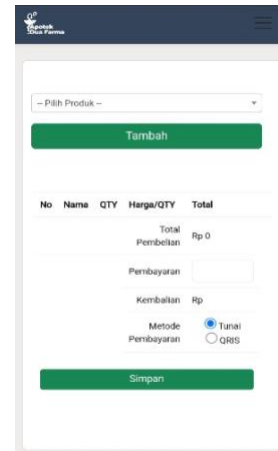 Apotek
Dua Farma
-- Pilih Produk --
Tambah
No Nama QTY Harga/QTY Total
Total Pembelian Rp 0
Pembayaran
Kembalian Rp
Metode Pembayaran Tunai
QRIS
Simpan